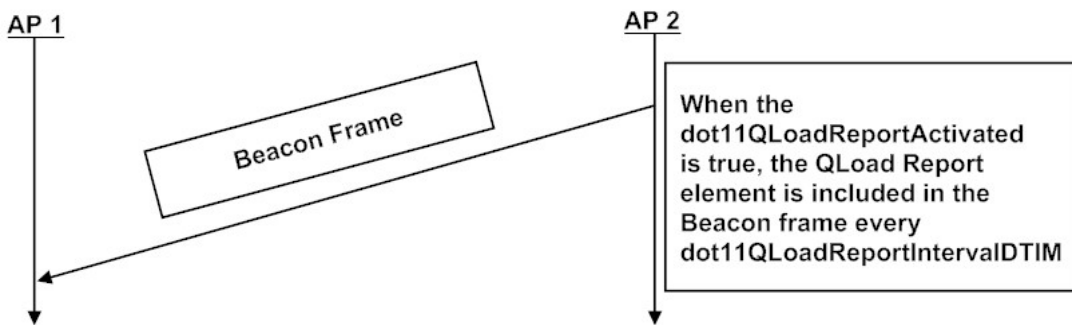 AP 1
AP 2
Beacon Frame
When the
dot11QLoadReportActivated
is true, the QLoad Report
element is included in the
Beacon frame every
dot11QLoadReportIntervalDTIM